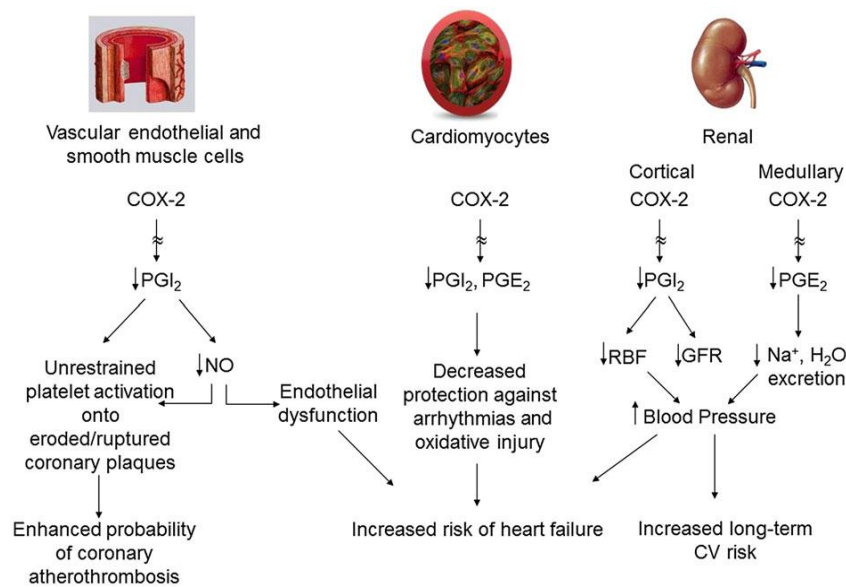 Vascular endothelial and
smooth muscle cells
Cardiomyocytes
Renal
Cortical
Medullary
COX-2
COX-2
COX-2
COX-2
≈
≈
≈
≈
↓PGI₂
↓PGI₂, PGE₂
↓PGI₂
↓PGE₂
Unrestrained
platelet activation
onto
eroded/ruptured
coronary plaques
↓NO
Endothelial
dysfunction
Decreased
protection against
arrhythmias and
oxidative injury
↓RBF
↓GFR
↓ Na⁺, H₂O
excretion
↑ Blood Pressure
Enhanced probability
of coronary
atherothrombosis
Increased risk of heart failure
Increased long-term
CV risk